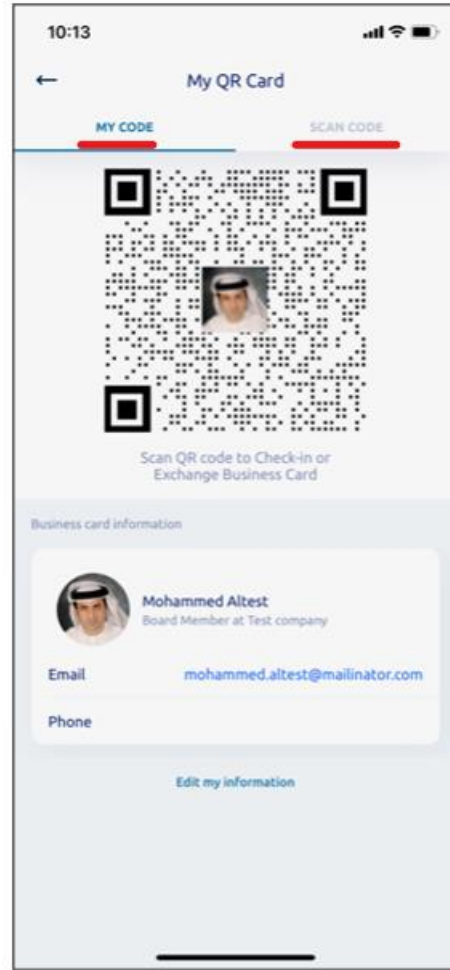 10:13
My QR Card
MY CODE
SCAN CODE
Scan QR code to Check-in or
Exchange Business Card
Business card information
Mohammed Altest
Board Member at Test company
Email
mohammed.altest@mailinator.com
Phone
Edit my information